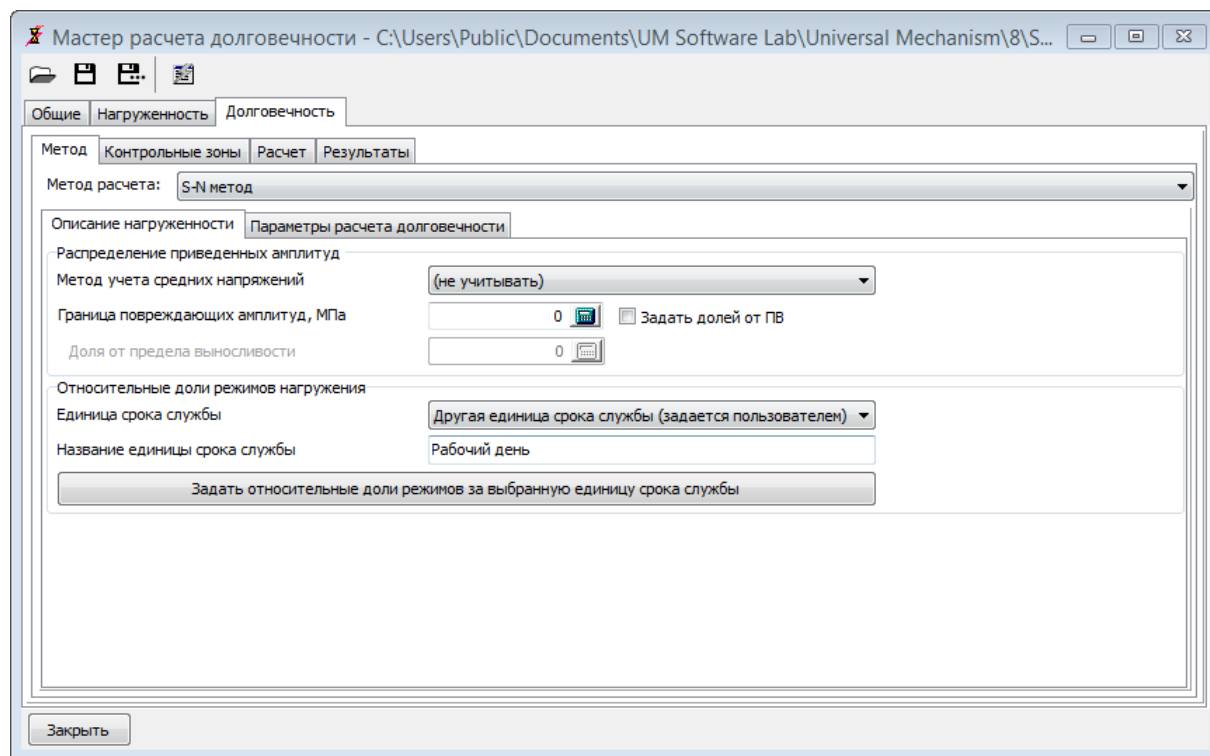 Мастер расчета долговечности - C:\Users\Public\Documents\UM Software Lab\Universal Mechanism\8\S...
Общие Нагруженность Долговечность
Метод Контрольные зоны Расчет Результаты
Метод расчета: S-N метод
Описание нагруженности Параметры расчета долговечности
Распределение приведенных амплитуд
Метод учета средних напряжений (не учитывать)
Граница повреждающих амплитуд, МПа 0 Задать долей от ПВ
Доля от предела выносливости 0
Относительные доли режимов нагружения
Единица срока службы Другая единица срока службы (задается пользователем)
Название единицы срока службы Рабочий день
Задать относительные доли режимов за выбранную единицу срока службы
Закрыть